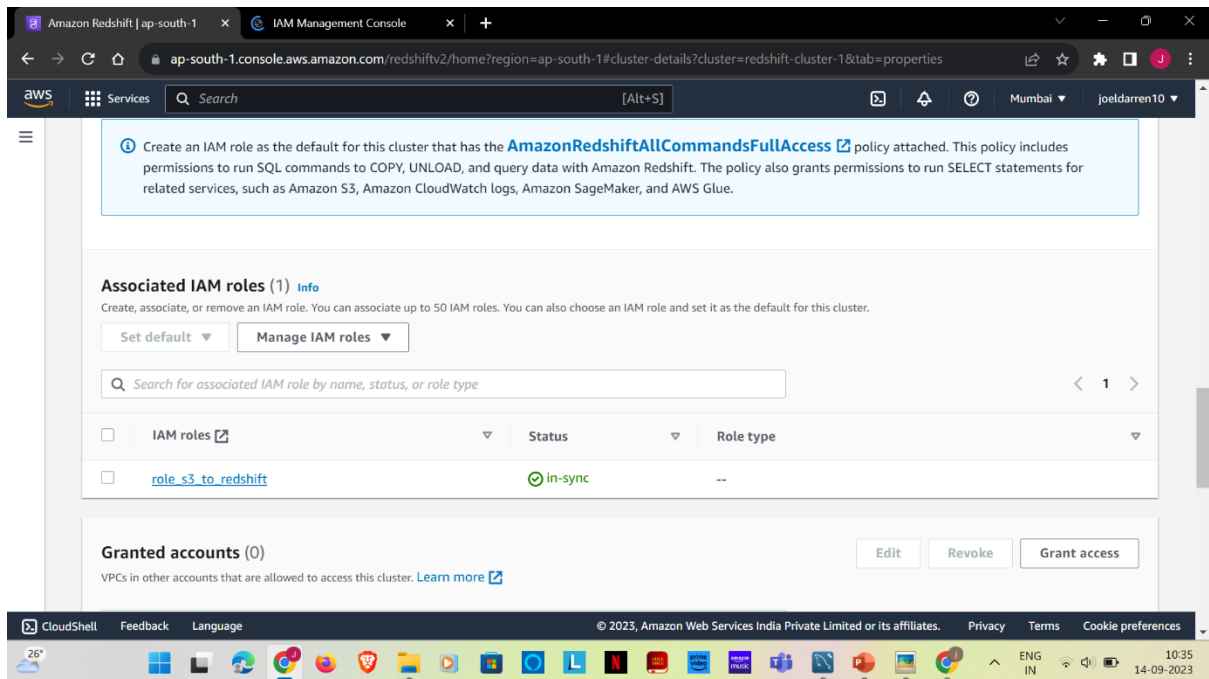 Amazon Redshift | ap-south-1
IAM Management Console
ap-south-1.console.aws.amazon.com/redshiftv2/home?region=ap-south-1#cluster-details?cluster=redshift-cluster-1&tab=properties
J
aws
Services
Search
[Alt+S]
Mumbai
joeldarren10
Create an IAM role as the default for this cluster that has the AmazonRedshiftAllCommandsFullAccess policy attached. This policy includes
permissions to run SQL commands to COPY, UNLOAD, and query data with Amazon Redshift. The policy also grants permissions to run SELECT statements for
related services, such as Amazon S3, Amazon CloudWatch logs, Amazon SageMaker, and AWS Glue.
Associated IAM roles (1) Info
Create, associate, or remove an IAM role. You can associate up to 50 IAM roles. You can also choose an IAM role and set it as the default for this cluster.
Set default
Manage IAM roles
Search for associated IAM role by name, status, or role type
1
IAM roles
Status
Role type
role_s3_to_redshift
in-sync
--
Granted accounts (0)
Edit
Revoke
Grant access
VPCs in other accounts that are allowed to access this cluster. Learn more
CloudShell
Feedback
Language
© 2023, Amazon Web Services India Private Limited or its affiliates.
Privacy
Terms
Cookie preferences
26°
L
N
prime video
amazon music
ENG
IN
10:35
14-09-2023